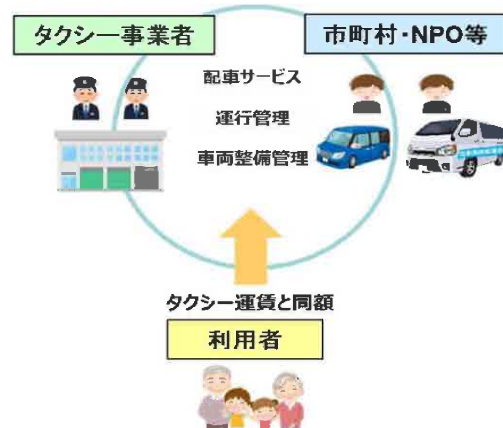 タクシー事業者
市町村・NPO等
配車サービス
運行管理
車両整備管理
タクシー運賃と同額
利用者